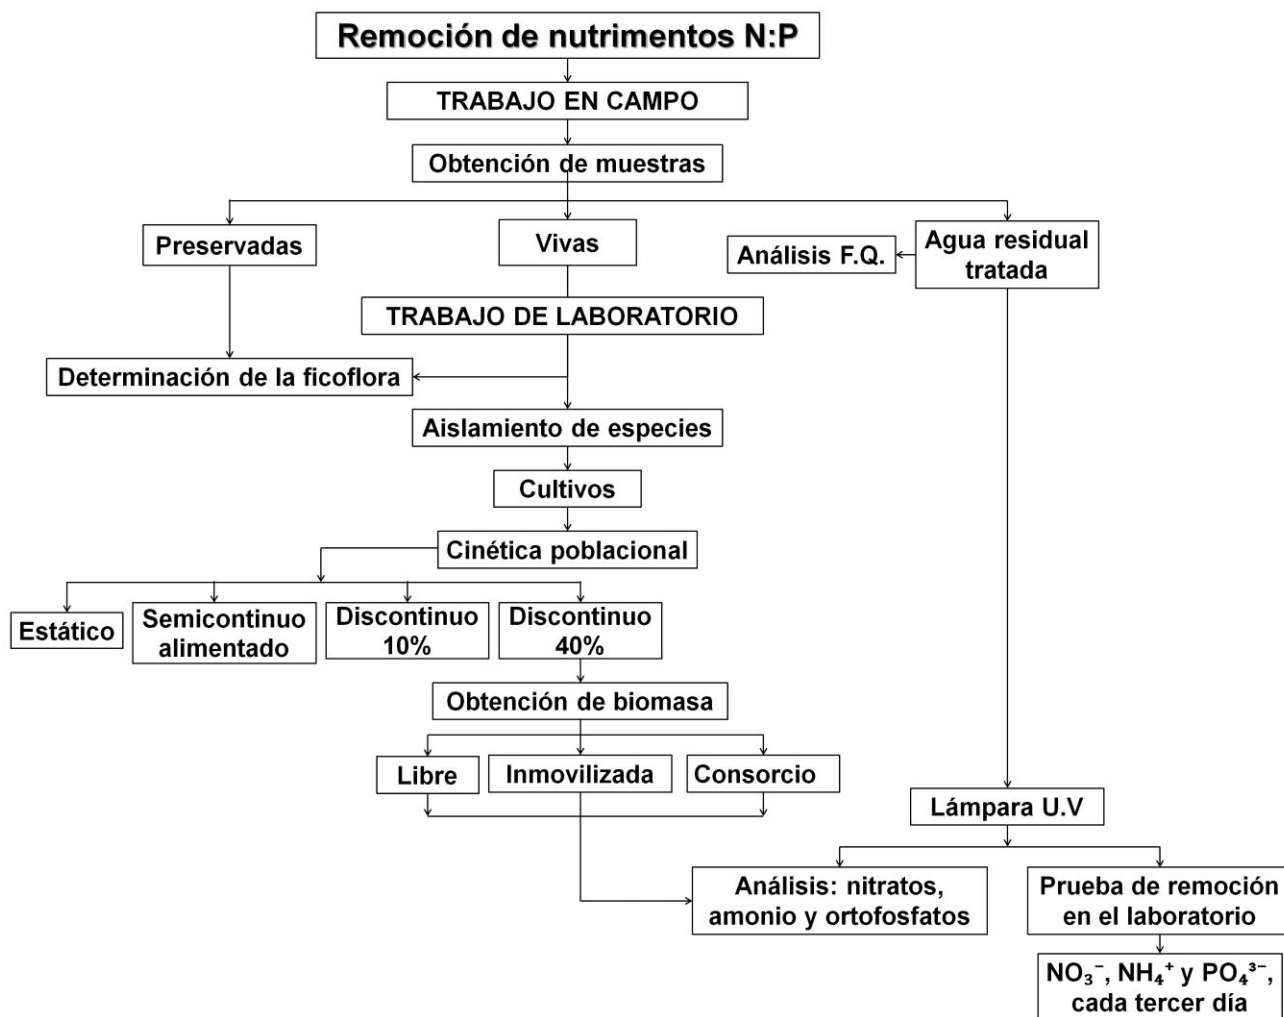 Remoción de nutrimentos N:P
TRABAJO EN CAMPO
Obtención de muestras
Preservadas
Vivas
Análisis F.Q.
Agua residual
tratada
TRABAJO DE LABORATORIO
Determinación de la ficoflora
Aislamiento de especies
Cultivos
Cinética poblacional
Estático
Semicontinuo
alimentado
Discontinuo
10%
Discontinuo
40%
Obtención de biomasa
Libre
Inmovilizada
Consorcio
Lámpara U.V
Análisis: nitratos,
amonio y ortofosfatos
Prueba de remoción
en el laboratorio
NO₃⁻, NH₄⁺ y PO₄³⁻,
cada tercer día